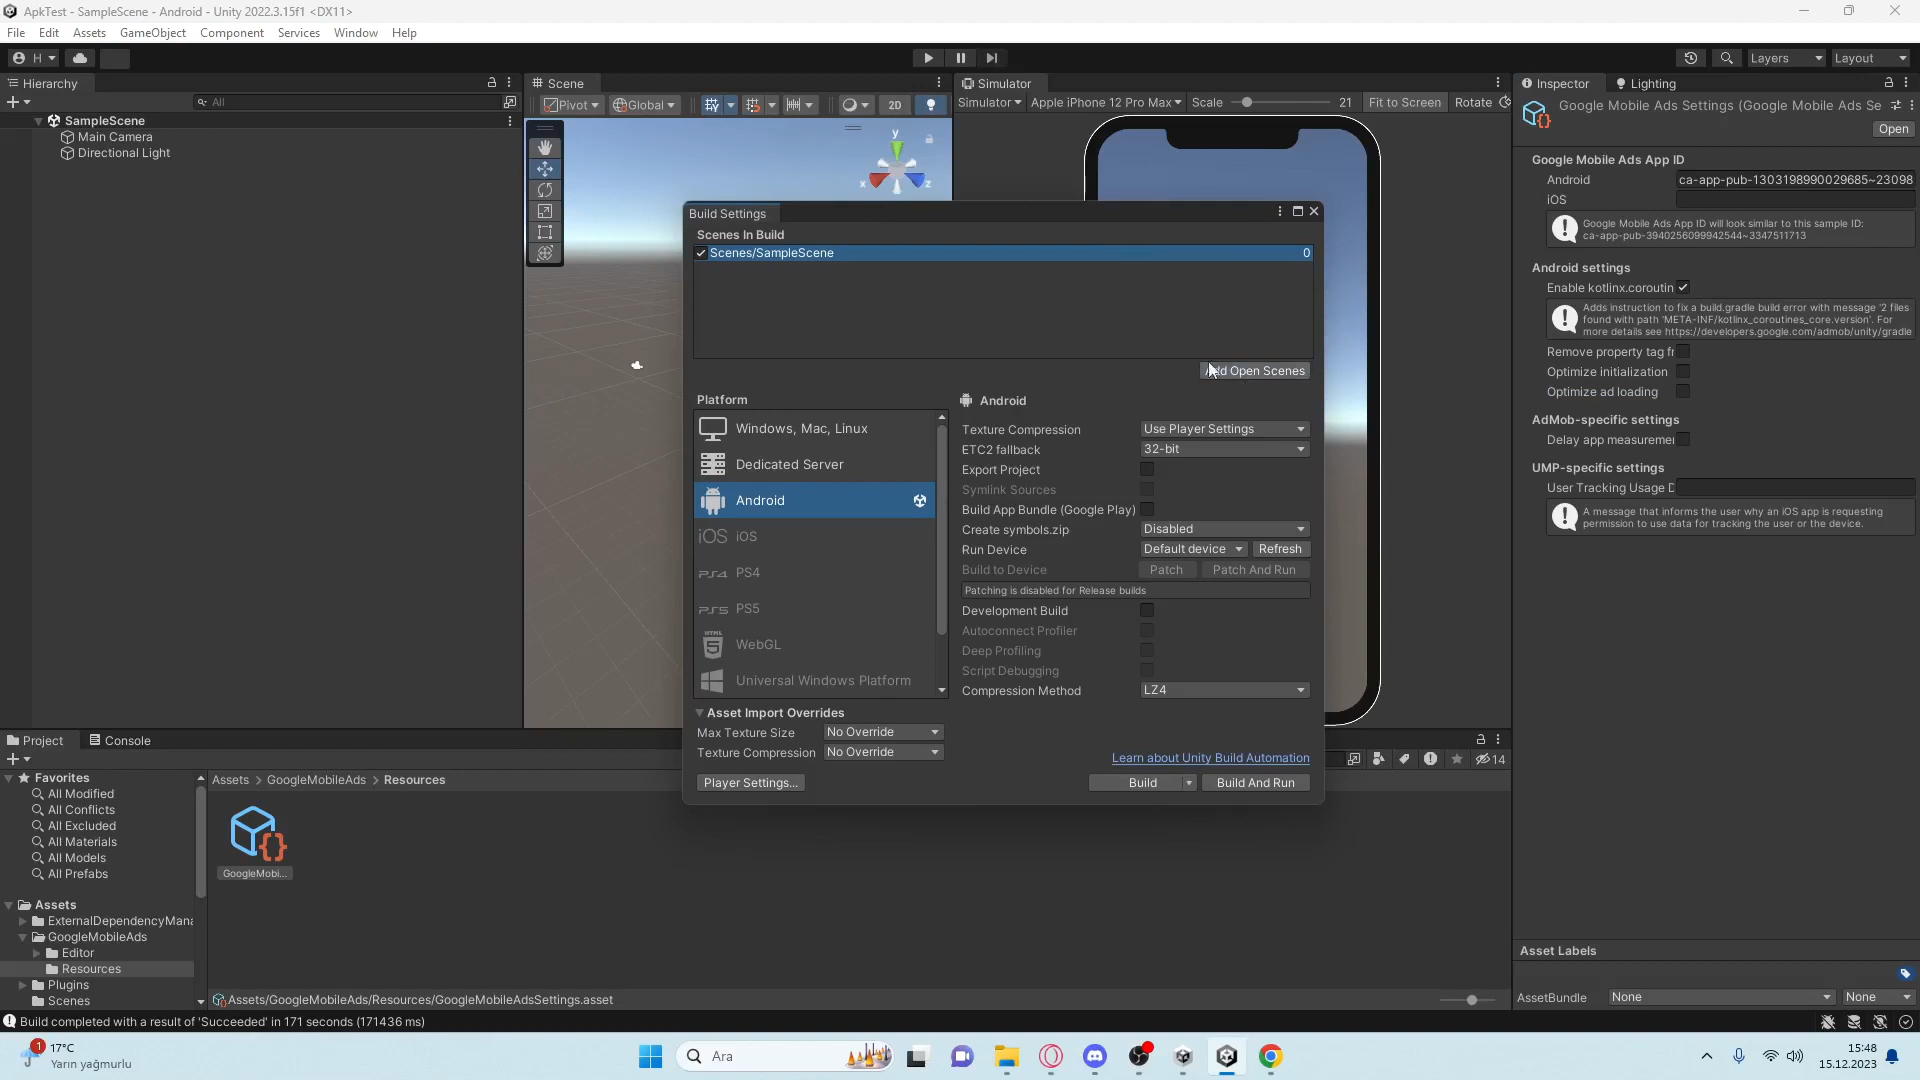 ApkTest - SampleScene - Android - Unity 2022.3.15f1 <DX11>
File Edit Assets GameObject Component Services Window Help
H
Layers Layout
Hierarchy
All
SampleScene
Main Camera
Directional Light
Scene
Pivot Global 2D
y
x z
Simulator
Simulator Apple iPhone 12 Pro Max Scale 21 Fit to Screen Rotate
Inspector Lighting
Google Mobile Ads Settings (Google Mobile Ads Se
Open
Google Mobile Ads App ID
Android ca-app-pub-1303198990029685~23098
iOS
Google Mobile Ads App ID will look similar to this sample ID:
ca-app-pub-3940256099942544~3347511713
Android settings
Enable kotlinx.coroutin
Adds instruction to fix a build.gradle build error with message '2 files
found with path 'META-INF/kotlinx_coroutines_core.version'. For
more details see https://developers.google.com/admob/unity/gradle
Remove property tag fr
Optimize initialization
Optimize ad loading
AdMob-specific settings
Delay app measuremen
UMP-specific settings
User Tracking Usage D
A message that informs the user why an iOS app is requesting
permission to use data for tracking the user or the device.
Asset Labels
AssetBundle None None
Build Settings
Scenes In Build
Scenes/SampleScene 0
Open Scenes
Platform
Windows, Mac, Linux
Dedicated Server
Android
iOS iOS
PS4
PS5
HTML 5 WebGL
Universal Windows Platform
Android
Texture Compression Use Player Settings
ETC2 fallback 32-bit
Export Project
Symlink Sources
Build App Bundle (Google Play)
Create symbols.zip Disabled
Run Device Default device Refresh
Build to Device Patch Patch And Run
Patching is disabled for Release builds
Development Build
Autoconnect Profiler
Deep Profiling
Script Debugging
Compression Method LZ4
Asset Import Overrides
Max Texture Size No Override
Texture Compression No Override
Learn about Unity Build Automation
Player Settings... Build Build And Run
Project Console
14
Favorites
All Modified
All Conflicts
All Excluded
All Materials
All Models
All Prefabs
Assets
ExternalDependencyMana
GoogleMobileAds
Editor
Resources
Plugins
Scenes
Assets > GoogleMobileAds > Resources
GoogleMobi...
Assets/GoogleMobileAds/Resources/GoogleMobileAdsSettings.asset
Build completed with a result of 'Succeeded' in 171 seconds (171436 ms)
1
17°C
Yarın yağmurlu
Ara
15:48
15.12.2023